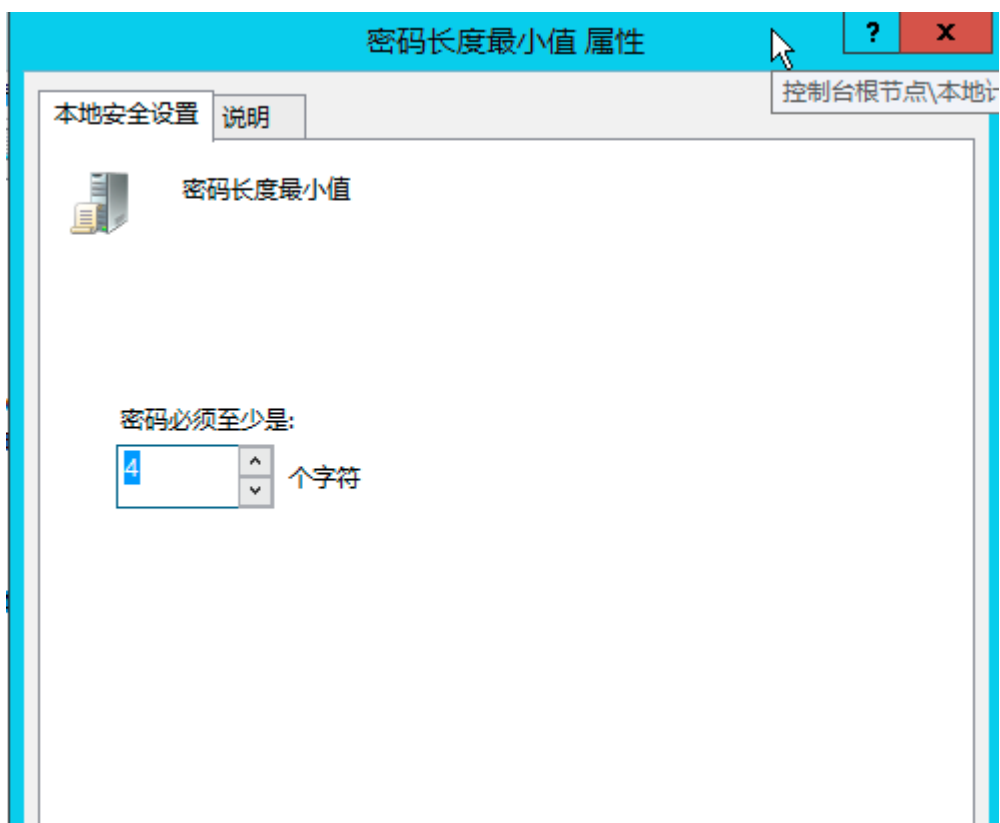 密码长度最小值 属性
?
x
控制台根节点\本地
本地安全设置
说明
密码长度最小值
密码必须至少是:
4
个字符